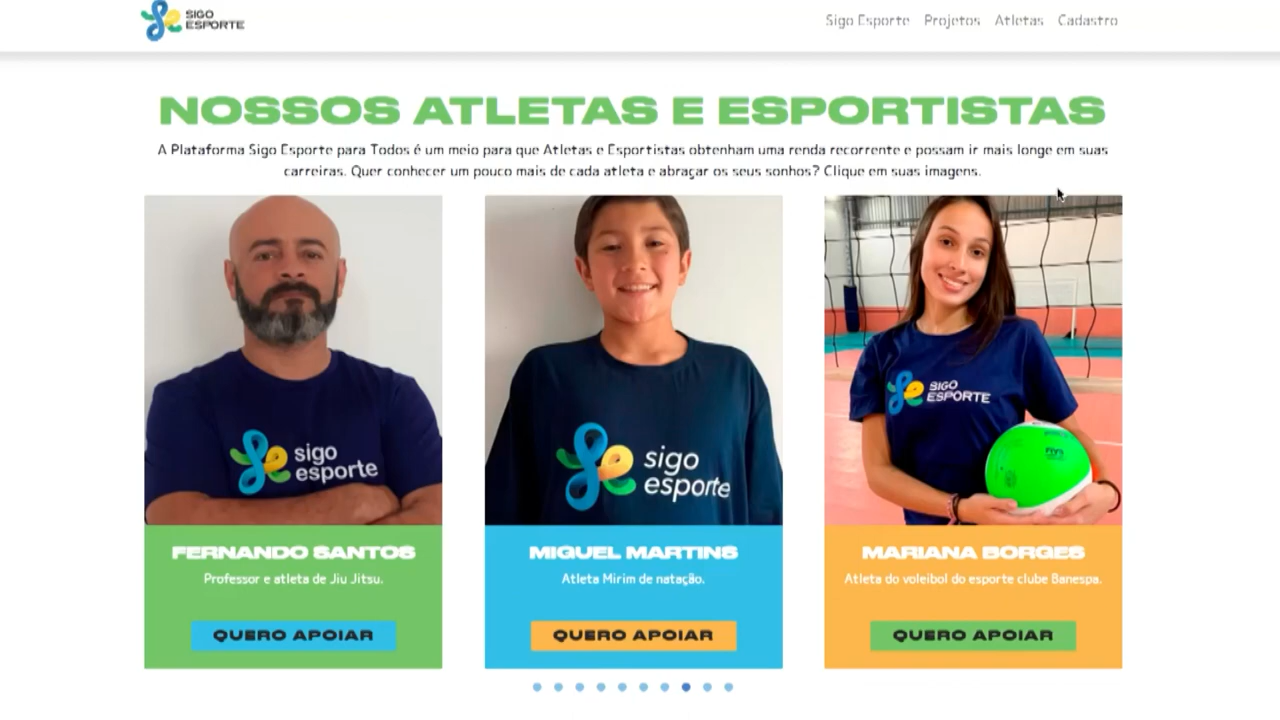 SIGO
ESPORTE
Sigo Esporte Projetos Atletas Cadastro
NOSSOS ATLETAS E ESPORTISTAS
A Plataforma Sigo Esporte para Todos é um meio para que Atletas e Esportistas obtenham uma renda recorrente e possam ir mais longe em suas
carreiras. Quer conhecer um pouco mais de cada atleta e abraçar os seus sonhos? Clique em suas imagens.
sigo
esporte
sigo
esporte
SIGO
ESPORTE
FERNANDO SANTOS
Professor e atleta de Jiu Jitsu.
QUERO APOIAR
MIGUEL MARTINS
Atleta Mirim de natação.
QUERO APOIAR
MARIANA BORGES
Atleta do voleibol do esporte clube Banespa.
QUERO APOIAR